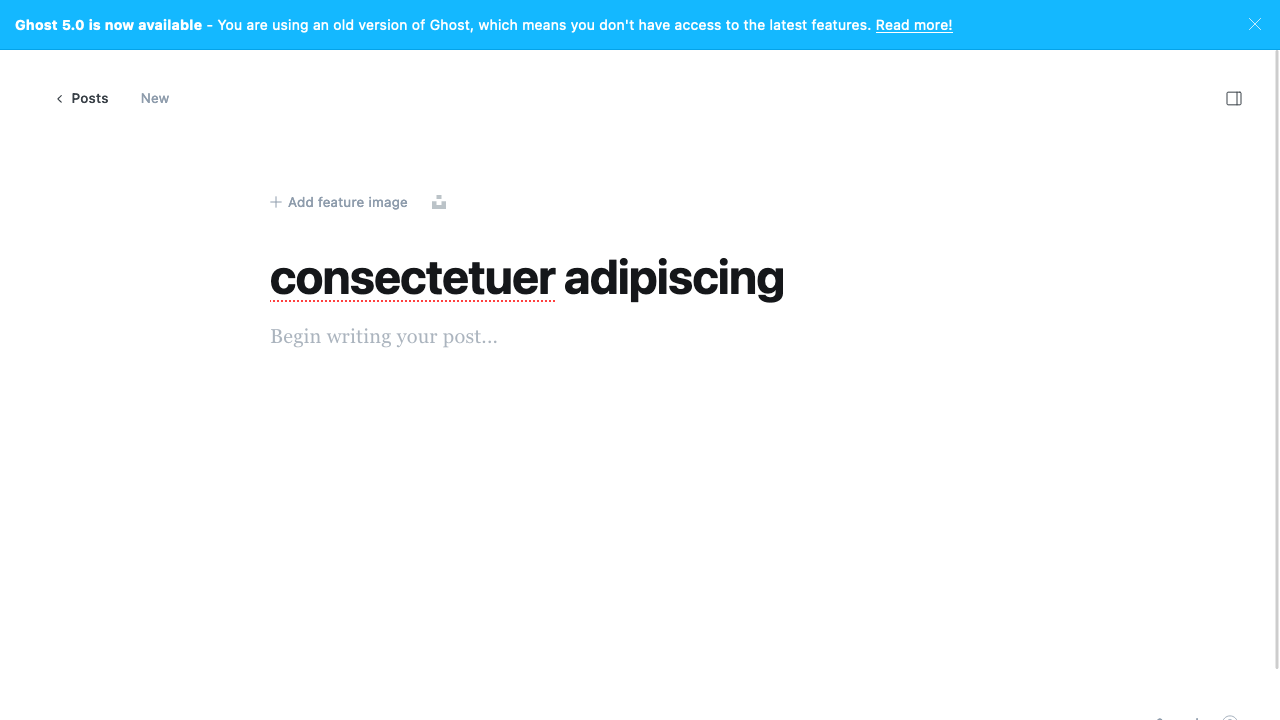 Ghost 5.0 is now available - You are using an old version of Ghost, which means you don't have access to the latest features. Read more!
Posts New
Add feature image
consectetuer adipiscing
Begin writing your post...